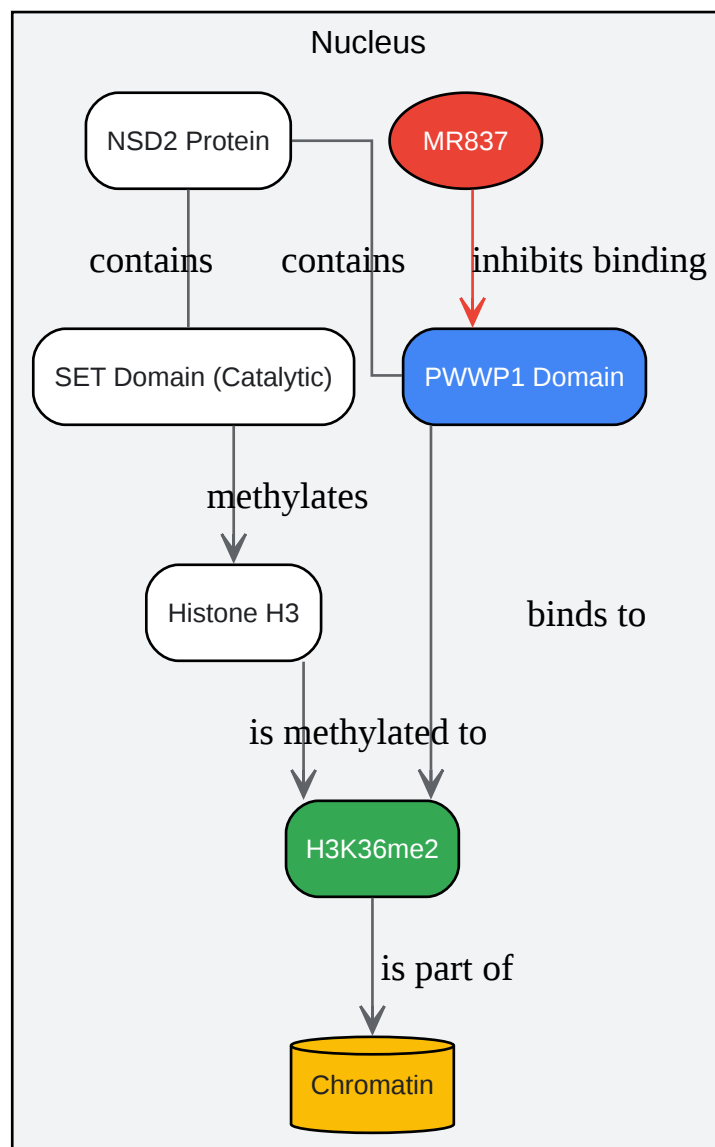 Nucleus
NSD2 Protein
MR837
contains
contains
inhibits binding
SET Domain (Catalytic)
PWWP1 Domain
methylates
Histone H3
binds to
is methylated to
H3K36me2
is part of
Chromatin